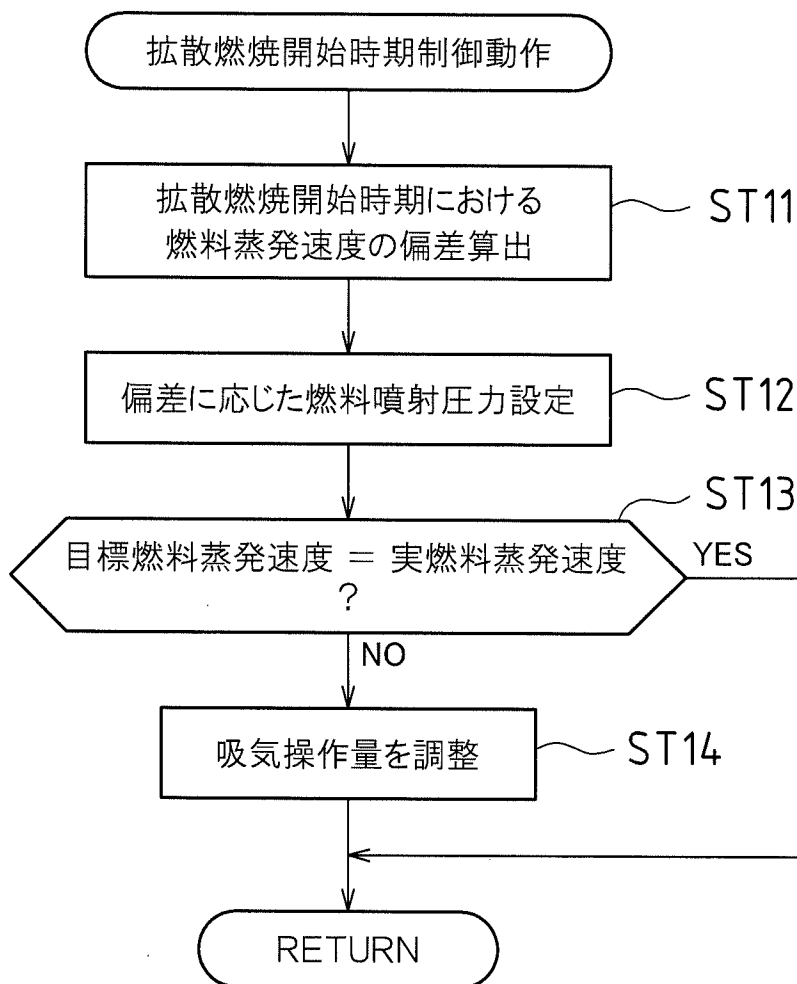 拡散燃焼開始時期制御動作
拡散燃焼開始時期における
燃料蒸発速度の偏差算出
ST11
偏差に応じた燃料噴射圧力設定
ST12
ST13
目標燃料蒸発速度 = 実燃料蒸発速度
?
YES
NO
吸気操作量を調整
ST14
RETURN